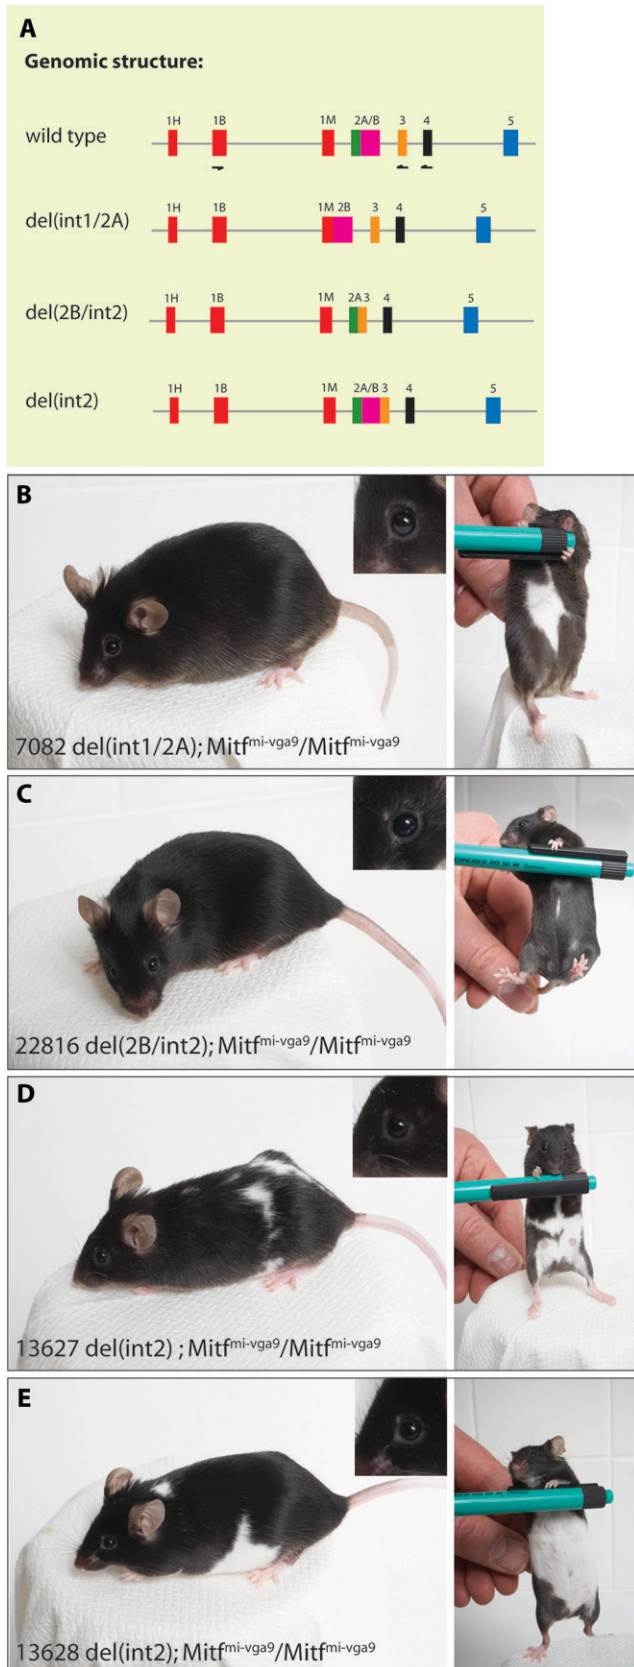 A
Genomic structure:
1H 1B 1M 2A/B 3 4 5
wild type
1H 1B 1M 2B 3 4 5
del(int1/2A)
1H 1B 1M 2A 3 4 5
del(2B/int2)
1H 1B 1M 2A/B 3 4 5
del(int2)
B
7082 del(int1/2A); Mitfmi-vga9/Mitfmi-vga9
C
22816 del(2B/int2); Mitfmi-vga9/Mitfmi-vga9
D
13627 del(int2) ; Mitfmi-vga9/Mitfmi-vga9
E
13628 del(int2); Mitfmi-vga9/Mitfmi-vga9